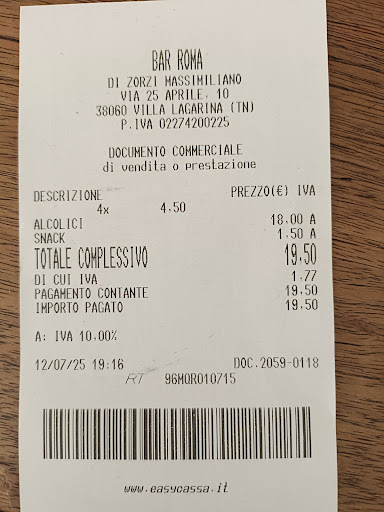 BAR ROMA
DI ZORZI MASSIMILIANO
VIA 25 APRILE, 10
38060 VILLA LAGARINA (TN)
P.IVA 02274200225
DOCUMENTO COMMERCIALE
di vendita o prestazione
DESCRIZIONE PREZZO(€) IVA
4x 4,50
ALCOLICI 18,00 A
SNACK 1,50 A
TOTALE COMPLESSIVO 19,50
DI CUI IVA 1,77
PAGAMENTO CONTANTE 19,50
IMPORTO PAGATO 19,50
A: IVA 10,00%
12/07/25 19:16 DOC.2059-0118
RT 96MQR010715
www.easycassa.it